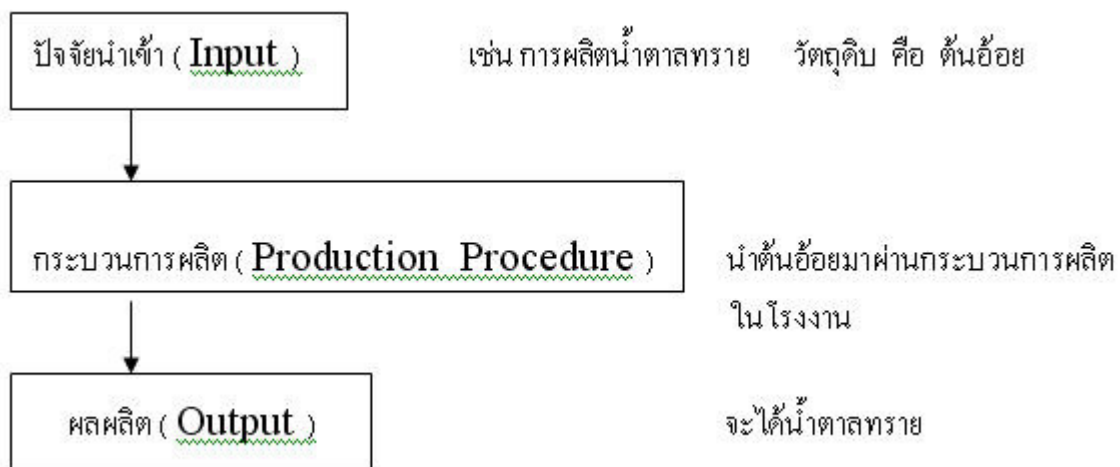 ปัจจัยนำเข้า ( Input ) เช่น การผลิตน้ำตาลทราย วัตถุดิบ คือ ต้นอ้อย
กระบวนการผลิต ( Production Procedure ) นำต้นอ้อยมาผ่านกระบวนการผลิต
ในโรงงาน
ผลผลิต ( Output ) จะได้น้ำตาลทราย